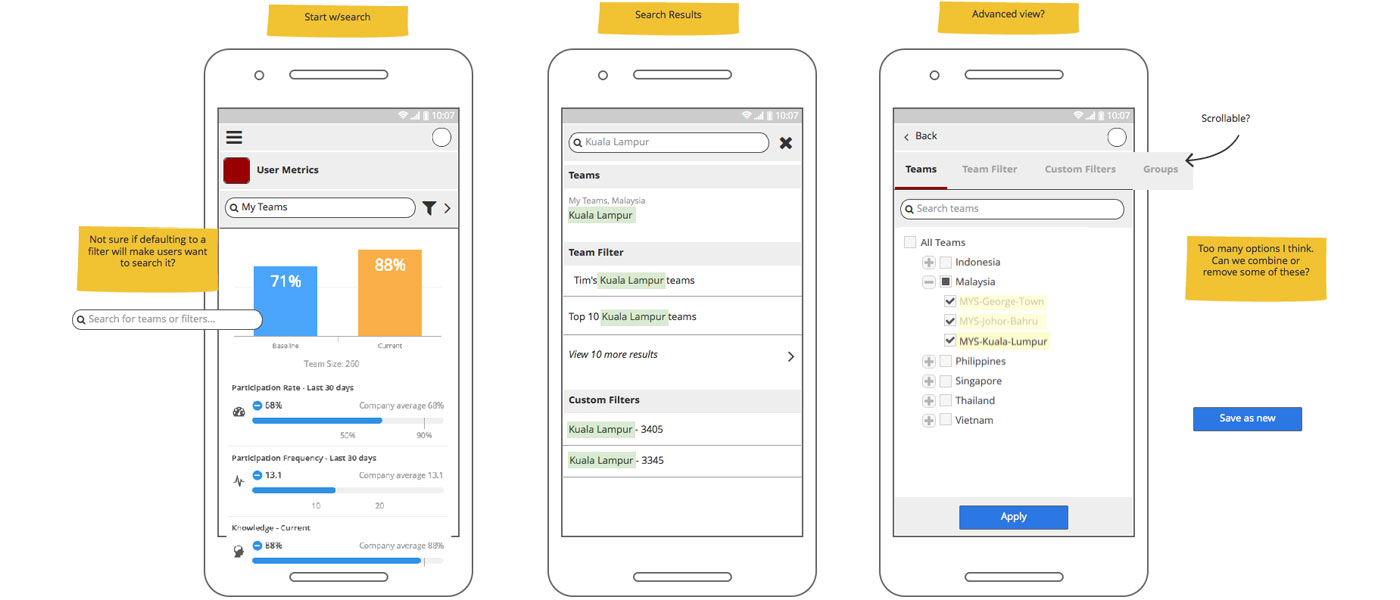 Start w/search
Search Results
Advanced view?
10:07
User Metrics
My Teams
Not sure if defaulting to a
filter will make users want
to search it?
Search for teams or filters...
71%
88%
Baseline
Current
Team Size: 260
Participation Rate - Last 30 days
68%
Company average 68%
50%
90%
Participation Frequency - Last 30 days
13.1
Company average 13.1
10
20
Knowledge - Current
88%
Company average 88%
10:07
Kuala Lampur
Teams
My Teams, Malaysia
Kuala Lampur
Team Filter
Tim's Kuala Lampur teams
Top 10 Kuala Lampur teams
View 10 more results
Custom Filters
Kuala Lampur - 3405
Kuala Lampur - 3345
10:07
Back
Teams
Team Filter
Custom Filters
Groups
Search teams
All Teams
Indonesia
Malaysia
MYS-George-Town
MYS-Johor-Bahru
MYS-Kuala-Lumpur
Philippines
Singapore
Thailand
Vietnam
Apply
Scrollable?
Too many options I think.
Can we combine or
remove some of these?
Save as new